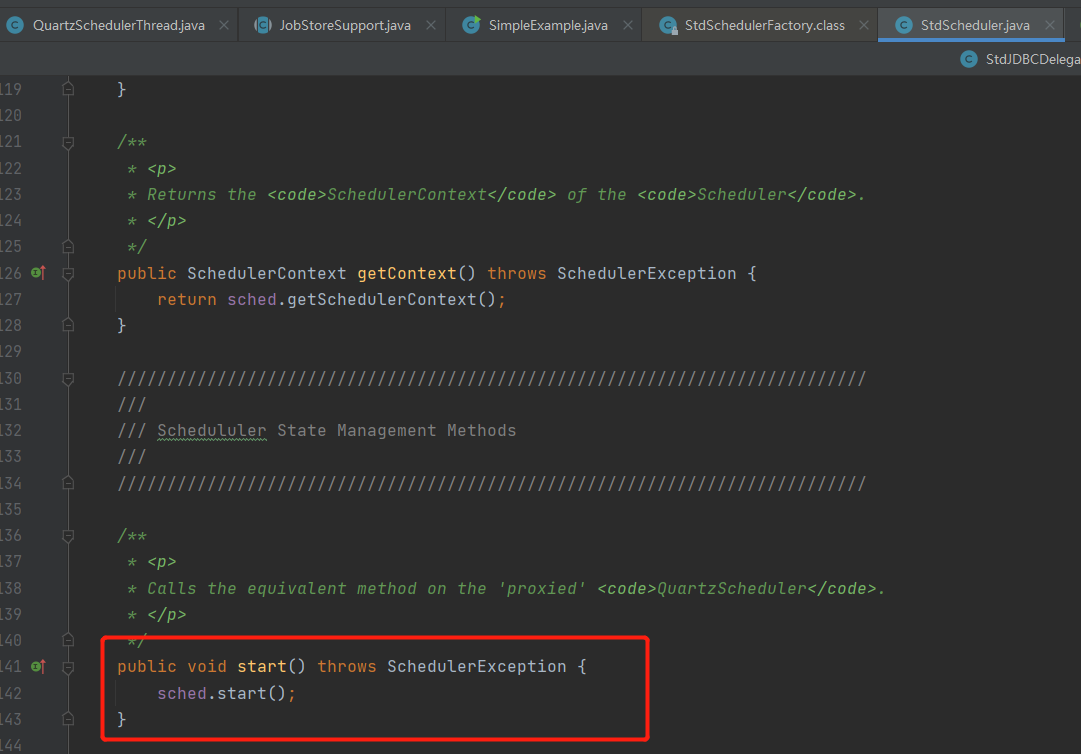 QuartzSchedulerThread.java JobStoreSupport.java SimpleExample.java StdSchedulerFactory.class StdScheduler.java
StdJDBCDelega
119 }
120
121 /**
122 * <p>
123 * Returns the <code>SchedulerContext</code> of the <code>Scheduler</code>.
124 * </p>
125 */
126 public SchedulerContext getContext() throws SchedulerException {
127 return sched.getSchedulerContext();
128 }
129
130 ///////////////////////////////////////////////////////////////////////////
131 ///
132 /// Schedululer State Management Methods
133 ///
134 ///////////////////////////////////////////////////////////////////////////
135
136 /**
137 * <p>
138 * Calls the equivalent method on the 'proxied' <code>QuartzScheduler</code>.
139 * </p>
140 */
141 public void start() throws SchedulerException {
142 sched.start();
143 }
144